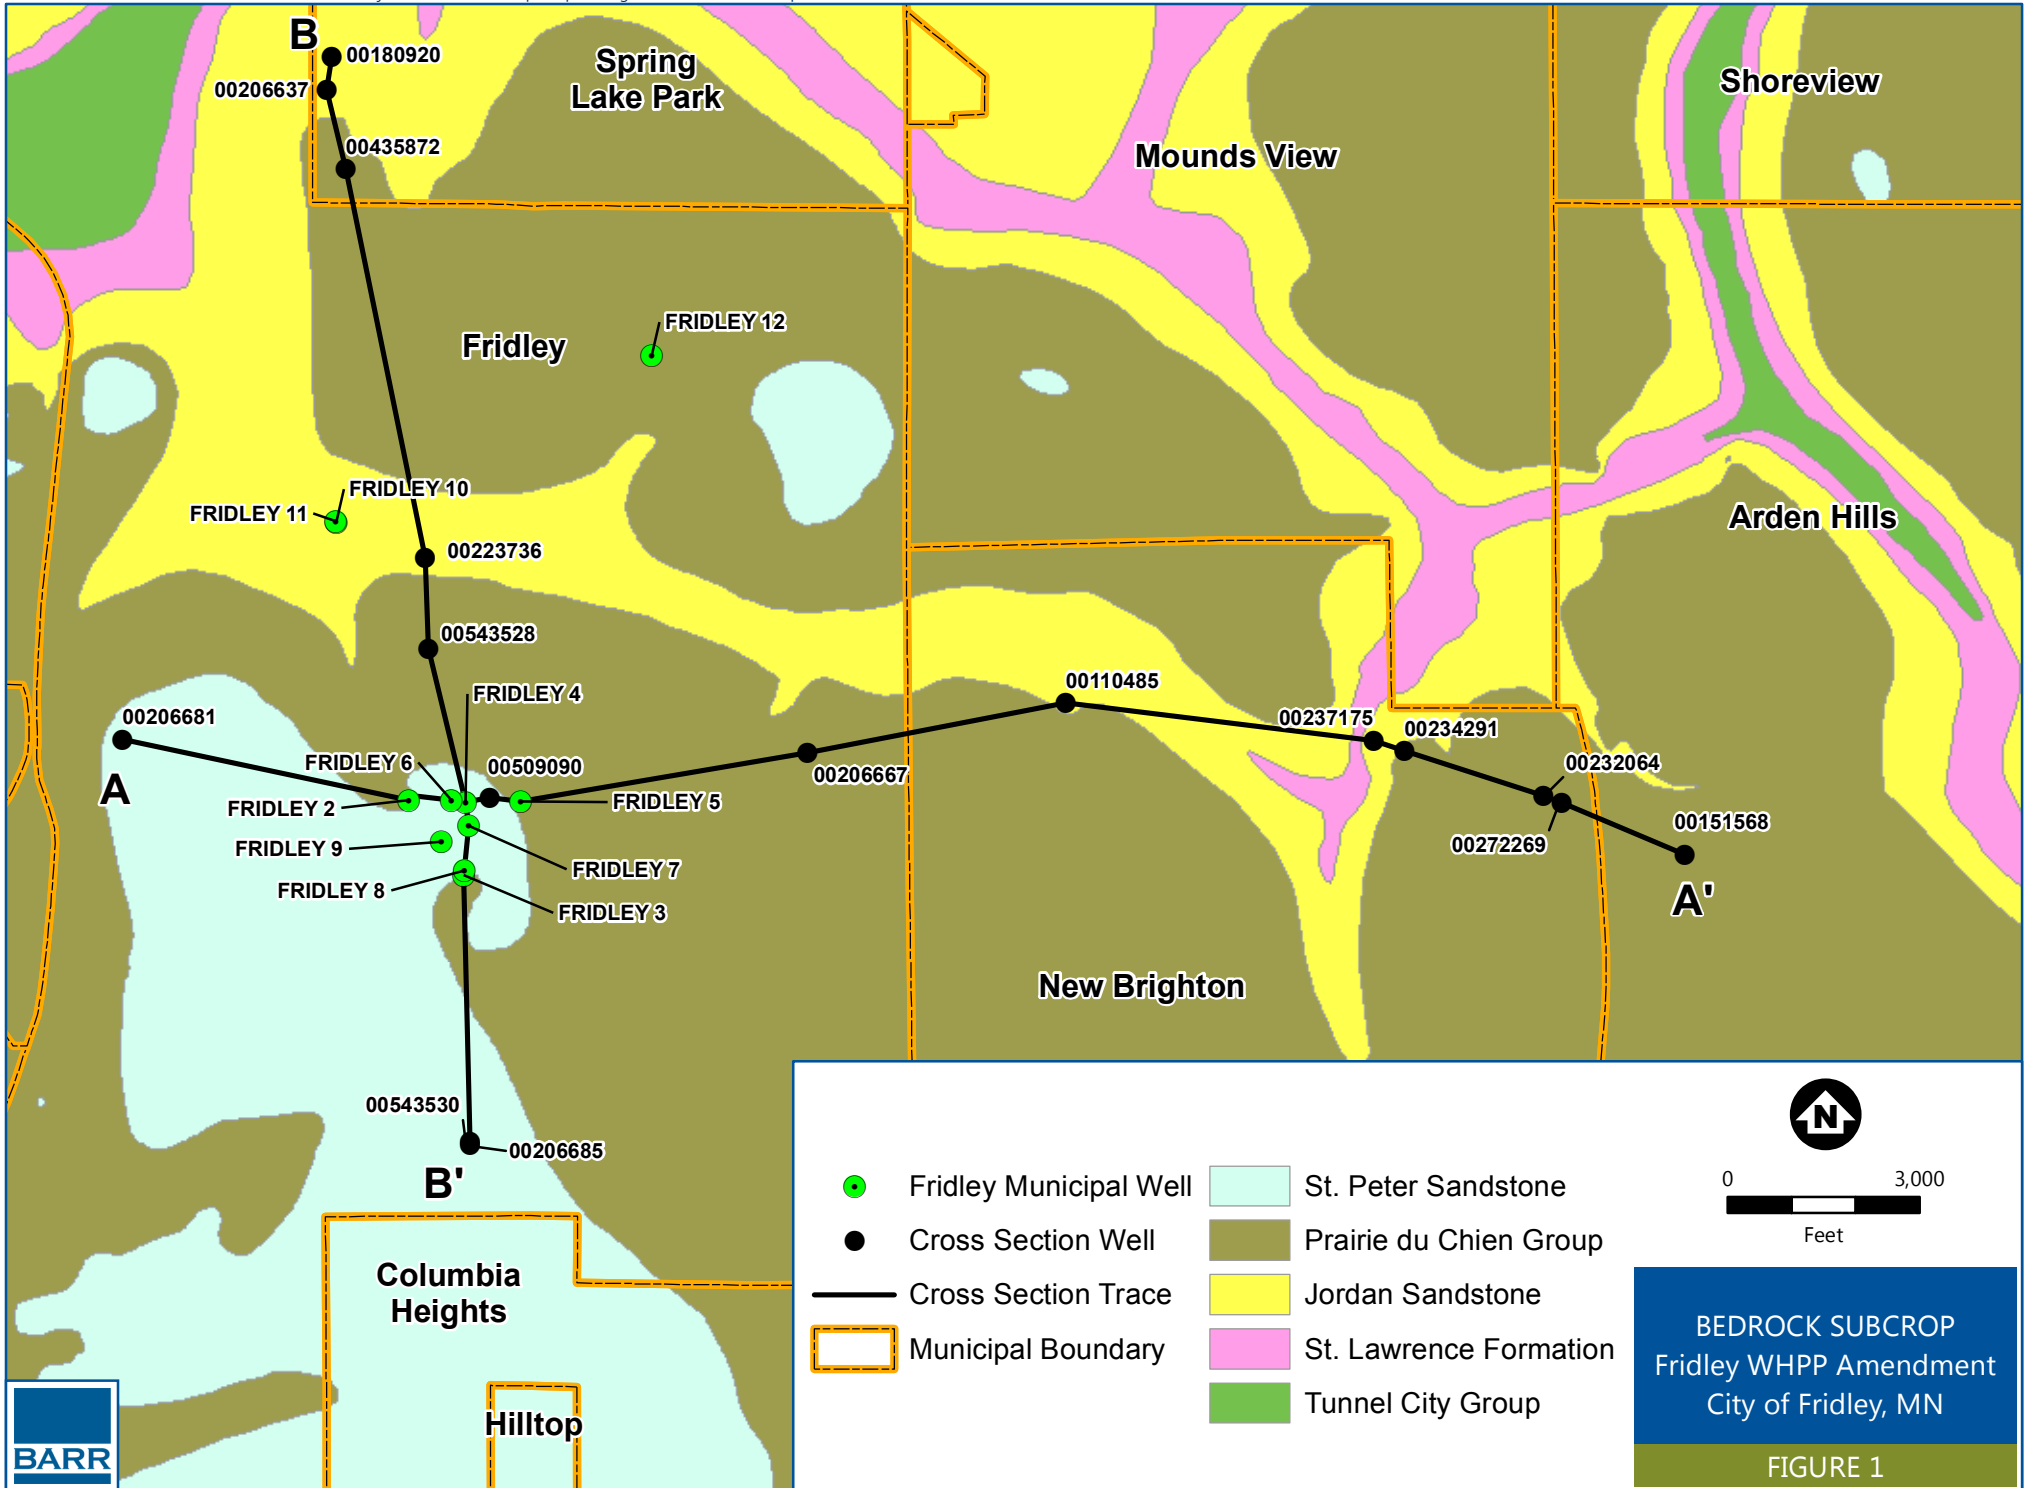 B
00180920
00206637
00435872
Spring
Lake Park
Mounds View
Shoreview
Fridley
FRIDLEY 12
FRIDLEY 10
FRIDLEY 11
00223736
00543528
Arden Hills
FRIDLEY 4
00206681
A
FRIDLEY 6
00509090
FRIDLEY 2
FRIDLEY 5
00206667
00110485
00237175
00234291
00232064
00272269
00151568
A'
FRIDLEY 9
FRIDLEY 7
FRIDLEY 8
FRIDLEY 3
New Brighton
00543530
00206685
B'
Columbia
Heights
Hilltop
Fridley Municipal Well
Cross Section Well
Cross Section Trace
Municipal Boundary
St. Peter Sandstone
Prairie du Chien Group
Jordan Sandstone
St. Lawrence Formation
Tunnel City Group
N
0 3,000
Feet
BEDROCK SUBCROP
Fridley WHPP Amendment
City of Fridley, MN
FIGURE 1
BARR